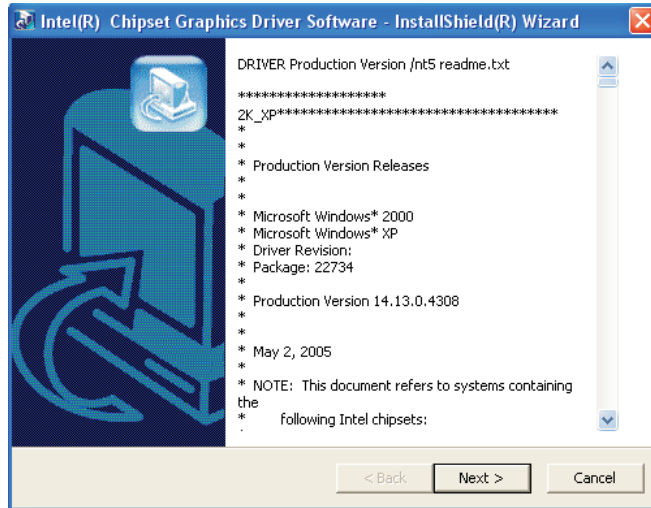 Intel(R) Chipset Graphics Driver Software - InstallShield(R) Wizard
DRIVER Production Version /nt5 readme.txt
*******************
2K_XP************************************
*
*
* Production Version Releases
*
*
* Microsoft Windows* 2000
* Microsoft Windows* XP
* Driver Revision:
* Package: 22734
*
* Production Version 14.13.0.4308
*
*
* May 2, 2005
*
* NOTE: This document refers to systems containing
the
* following Intel chipsets:
< Back
Next >
Cancel